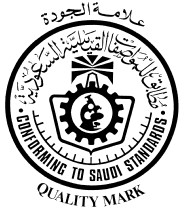 علامة الجودة
مطابق للمواصفات القياسية السعودية
• CONFORMING TO SAUDI STANDARDS •
QUALITY MARK